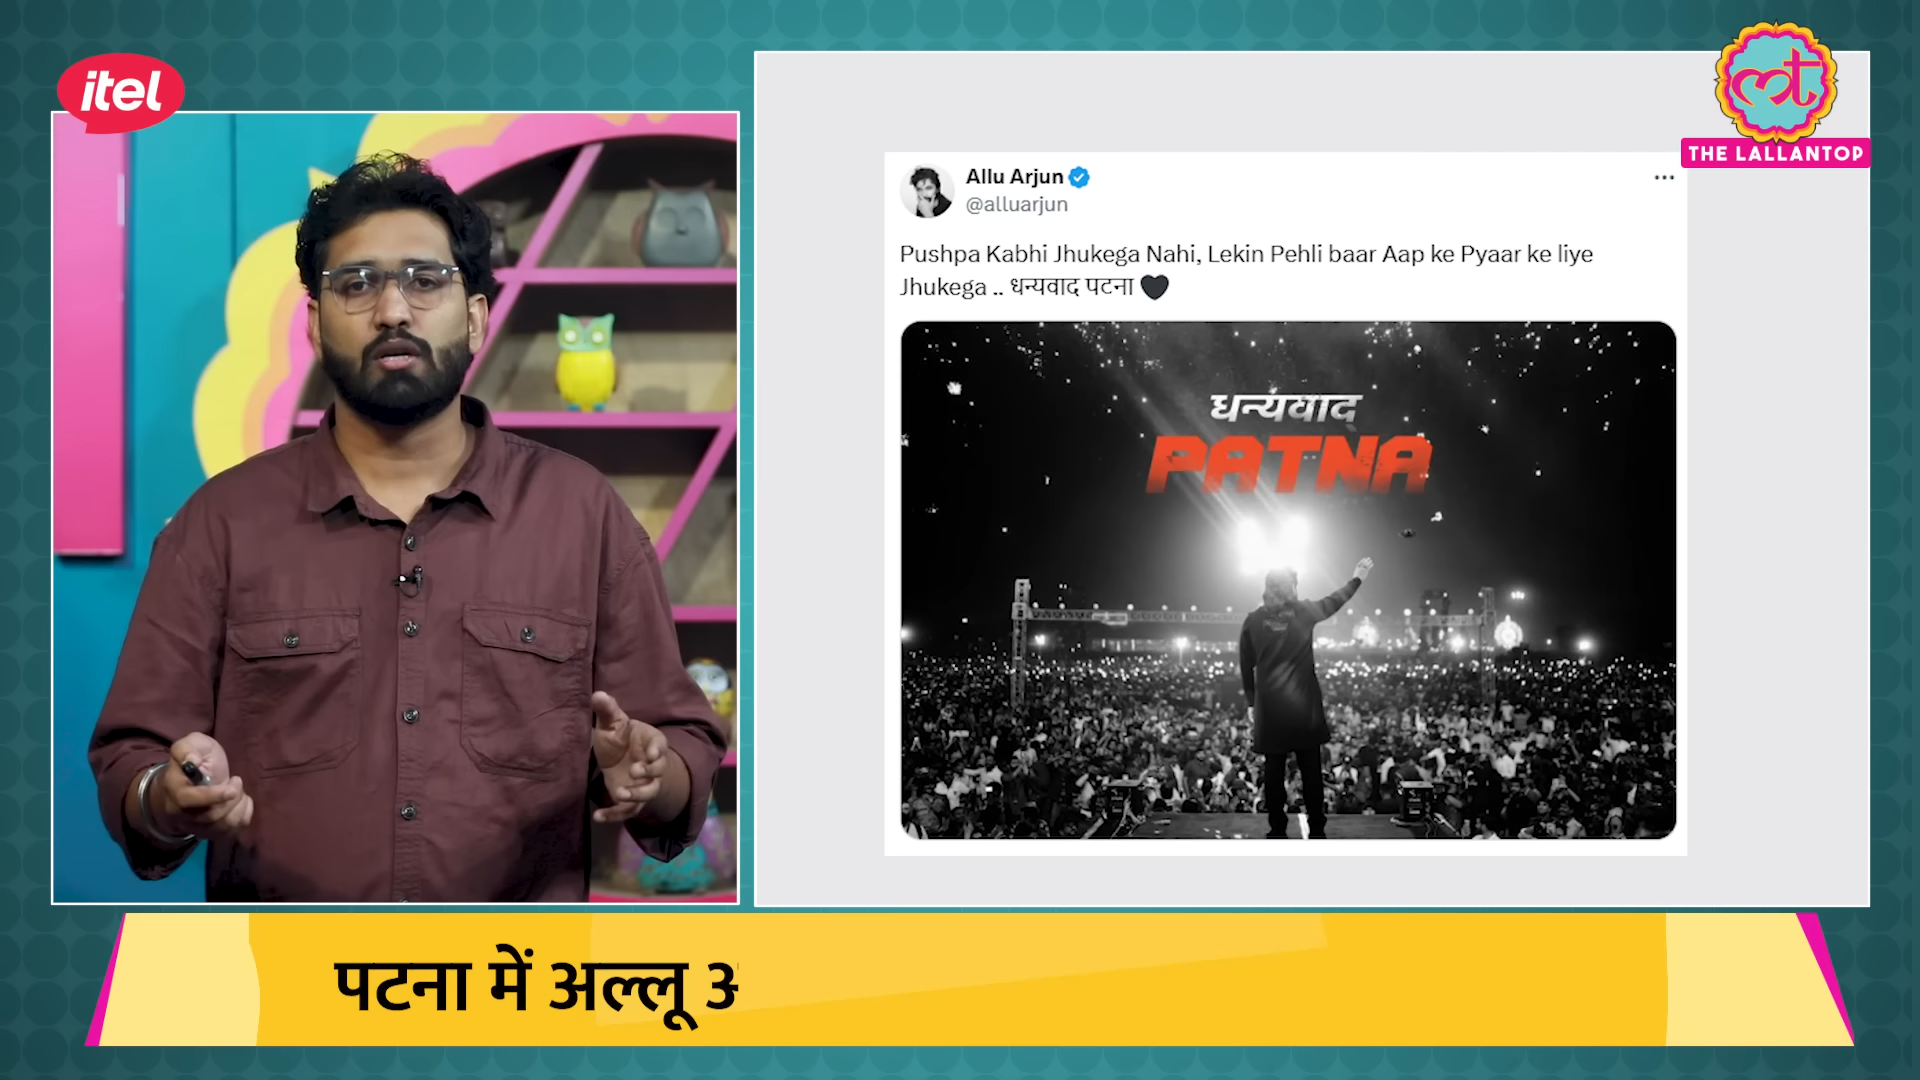 itel
THE LALLANTOP
Allu Arjun
@alluarjun
Pushpa Kabhi Jhukega Nahi, Lekin Pehli baar Aap ke Pyaar ke liye
Jhukega .. धन्यवाद पटना 🖤
धन्यवाद
PATNA
पटना में अल्लू